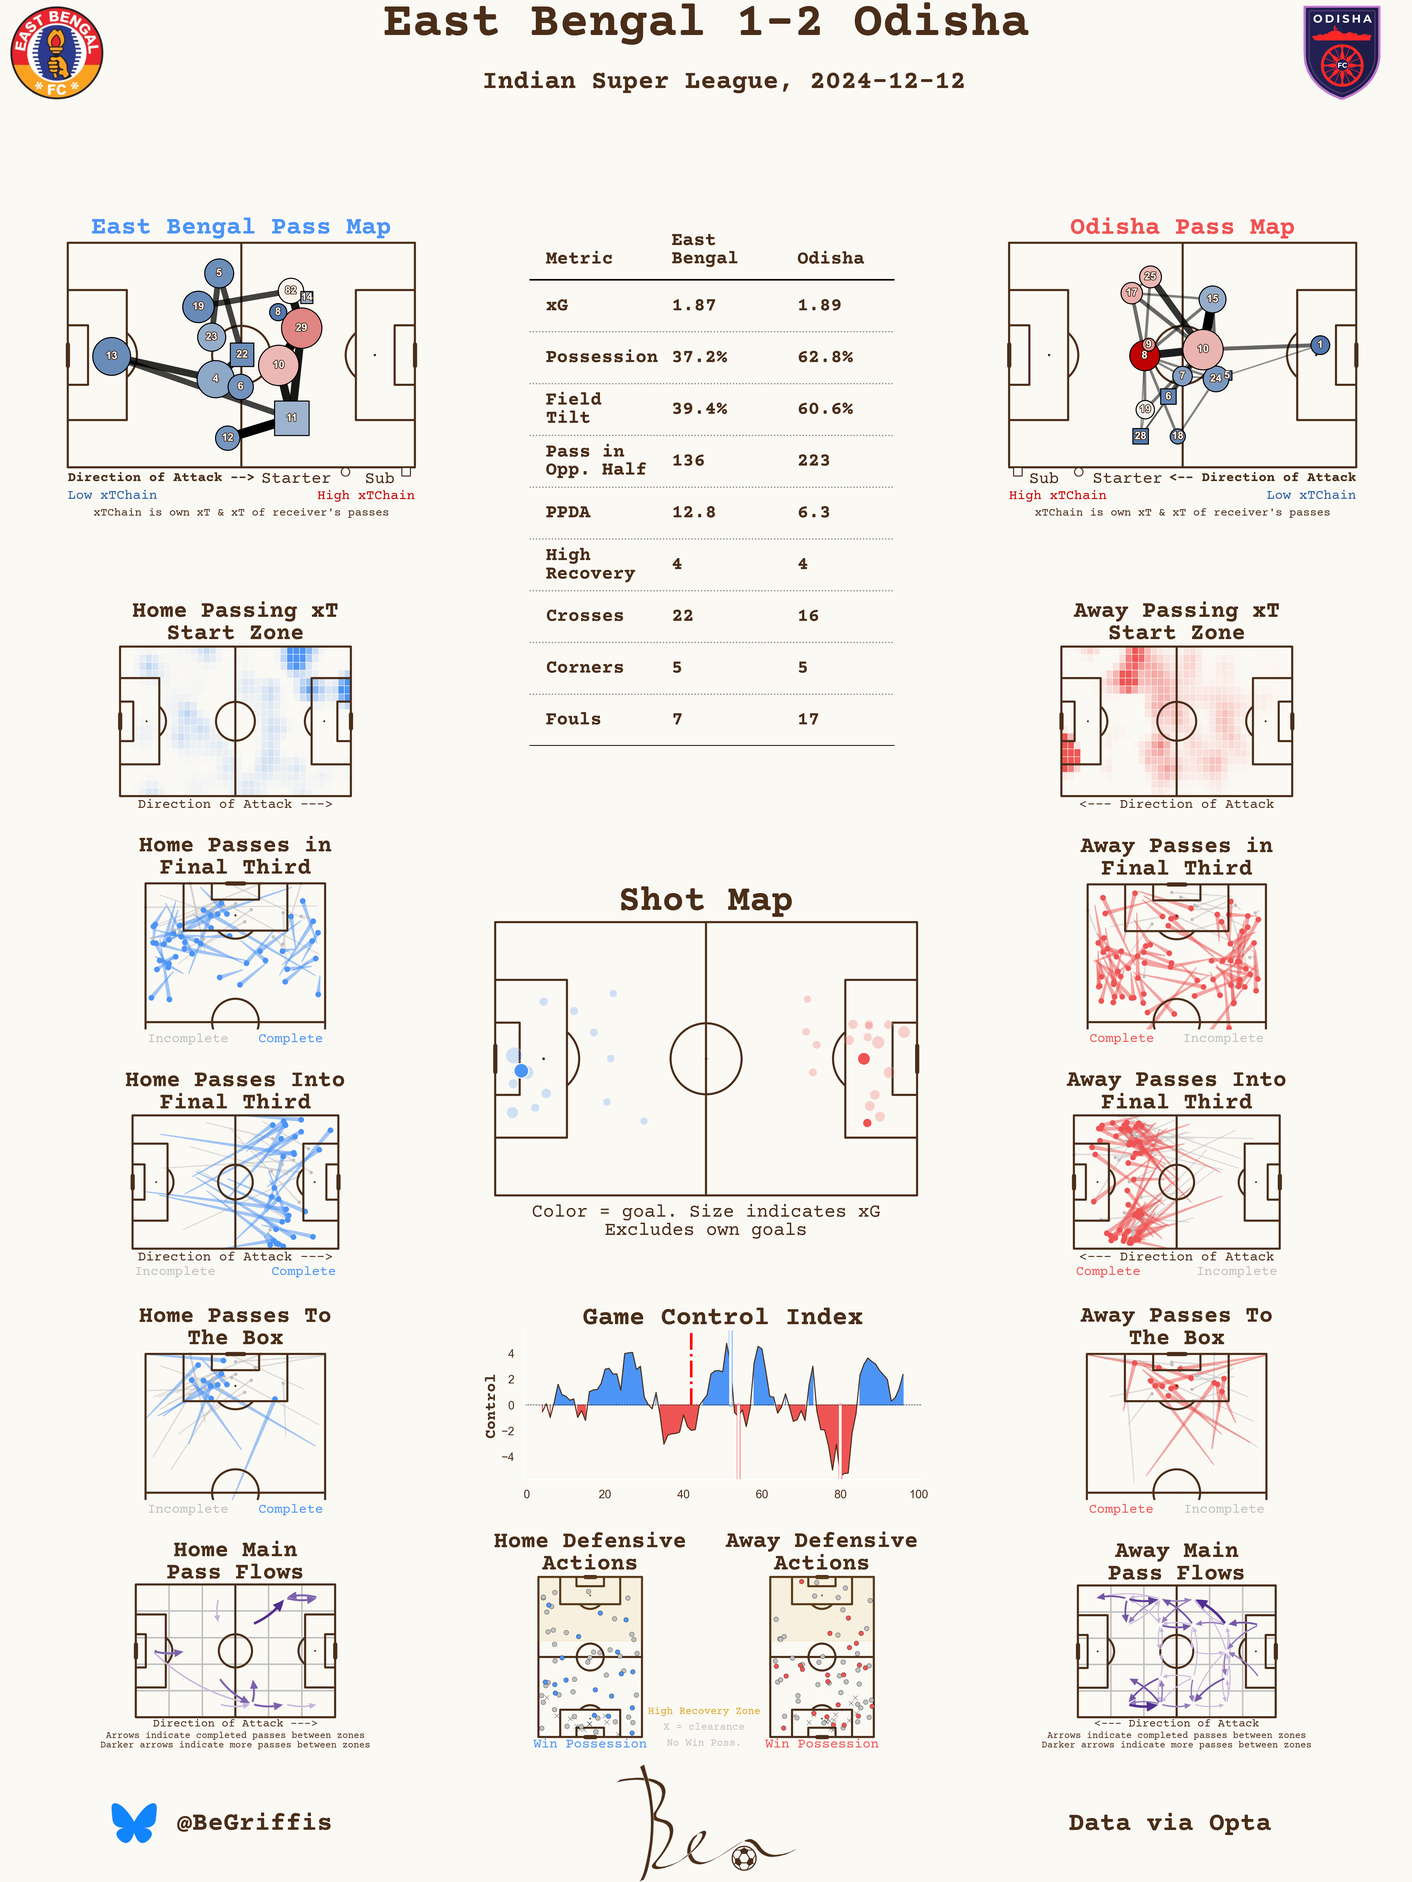 East Bengal 1-2 Odisha
Indian Super League, 2024-12-12
EAST BENGAL
FC
ODISHA
FC
East Bengal Pass Map
5
82
14
19
8
29
23
13
22
10
4
6
11
12
Direction of Attack --> Starter Sub
Low xTChain High xTChain
xTChain is own xT & xT of receiver's passes
Metric East Bengal Odisha
xG 1.87 1.89
Possession 37.2% 62.8%
Field Tilt 39.4% 60.6%
Pass in Opp. Half 136 223
PPDA 12.8 6.3
High Recovery 4 4
Crosses 22 16
Corners 5 5
Fouls 7 17
Odisha Pass Map
25
17
15
9
8
10
1
7
24
5
6
19
28
18
Sub Starter <-- Direction of Attack
High xTChain Low xTChain
xTChain is own xT & xT of receiver's passes
Home Passing xT
Start Zone
Direction of Attack --->
Away Passing xT
Start Zone
<--- Direction of Attack
Home Passes in
Final Third
Incomplete Complete
Away Passes in
Final Third
Complete Incomplete
Shot Map
Color = goal. Size indicates xG
Excludes own goals
Home Passes Into
Final Third
Direction of Attack --->
Incomplete Complete
Away Passes Into
Final Third
<--- Direction of Attack
Complete Incomplete
Home Passes To
The Box
Incomplete Complete
Game Control Index
Control
4
2
0
−2
−4
0 20 40 60 80 100
Away Passes To
The Box
Complete Incomplete
Home Main
Pass Flows
Direction of Attack --->
Arrows indicate completed passes between zones
Darker arrows indicate more passes between zones
Home Defensive
Actions
Win Possession
High Recovery Zone
X = clearance
No Win Poss.
Away Defensive
Actions
Win Possession
Away Main
Pass Flows
<--- Direction of Attack
Arrows indicate completed passes between zones
Darker arrows indicate more passes between zones
@BeGriffis
Ben
Data via Opta